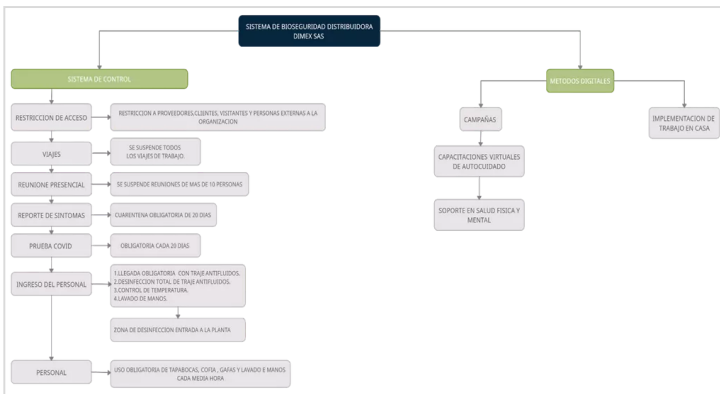 SISTEMA DE BIOSEGURIDAD DISTRIBUIDORA
DIMEX SAS
SISTEMA DE CONTROL
METODOS DIGITALES
RESTRICCION DE ACCESO
RESTRICCION A PROVEEDORES,CLIENTES, VISITANTES Y PERSONAS EXTERNAS A LA
ORGANIZACION
CAMPAÑAS
IMPLEMENTACION DE
TRABAJO EN CASA
VIAJES
SE SUSPENDE TODOS
LOS VIAJES DE TRABAJO.
CAPACITACIONES VIRTUALES
DE AUTOCUIDADO
REUNIONE PRESENCIAL
SE SUSPENDE REUNIONES DE MAS DE 10 PERSONAS
SOPORTE EN SALUD FISICA Y
MENTAL
REPORTE DE SINTOMAS
CUARENTENA OBLIGATORIA DE 20 DIAS
PRUEBA COVID
OBLIGATORIA CADA 20 DIAS
INGRESO DEL PERSONAL
1.LLEGADA OBLIGATORIA CON TRAJE ANTIFLUIDOS.
2.DESINFECCION TOTAL DE TRAJE ANTIFLUIDOS.
3.CONTROL DE TEMPERATURA.
4.LAVADO DE MANOS.
ZONA DE DESINFECCION ENTRADA A LA PLANTA
PERSONAL
USO OBLIGATORIA DE TAPABOCAS, COFIA , GAFAS Y LAVADO E MANOS
CADA MEDIA HORA